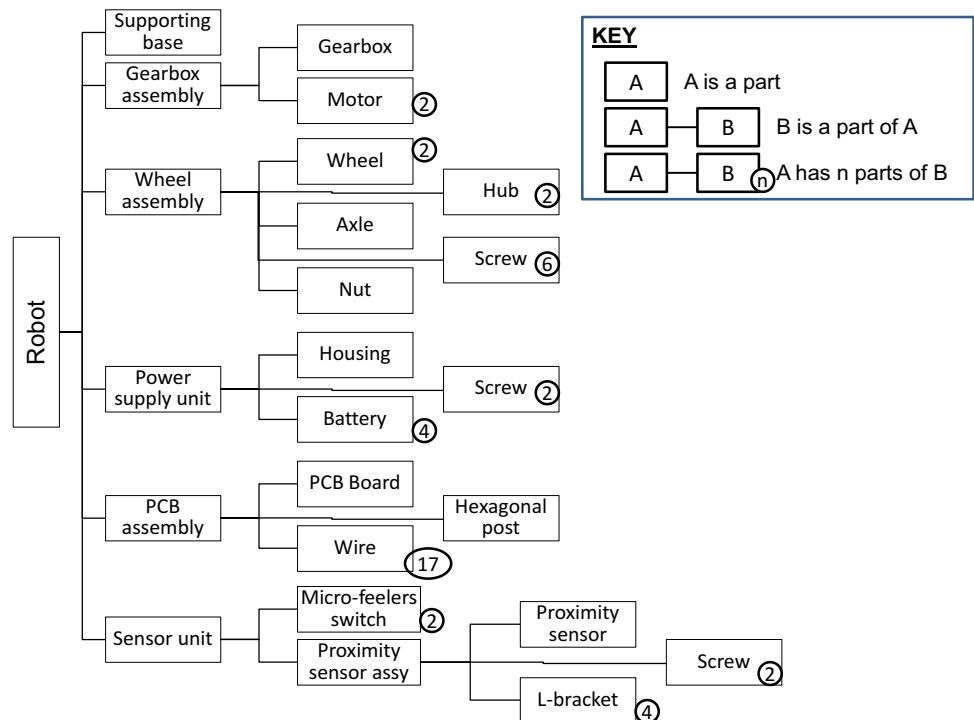 Robot
Supporting
base
Gearbox
assembly
Gearbox
Motor
2
Wheel
assembly
Wheel
2
Hub
2
Axle
Screw
6
Nut
Power
supply unit
Housing
Screw
2
Battery
4
PCB
assembly
PCB Board
Hexagonal
post
Wire
17
Sensor unit
Micro-feelers
switch
2
Proximity
sensor assy
Proximity
sensor
Screw
2
L-bracket
4
KEY
A A is a part
A B B is a part of A
A B n A has n parts of B